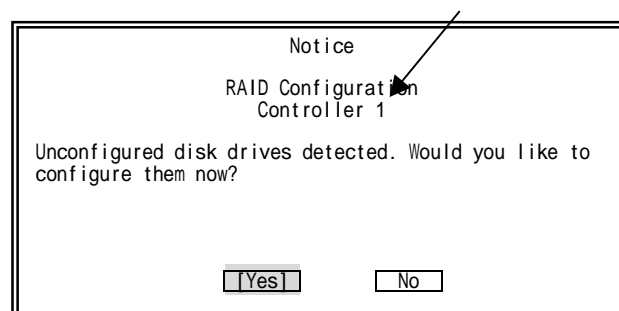 Notice
RAID Configuration
Controller 1
Unconfigured disk drives detected. Would you like to
configure them now?
[Yes] No